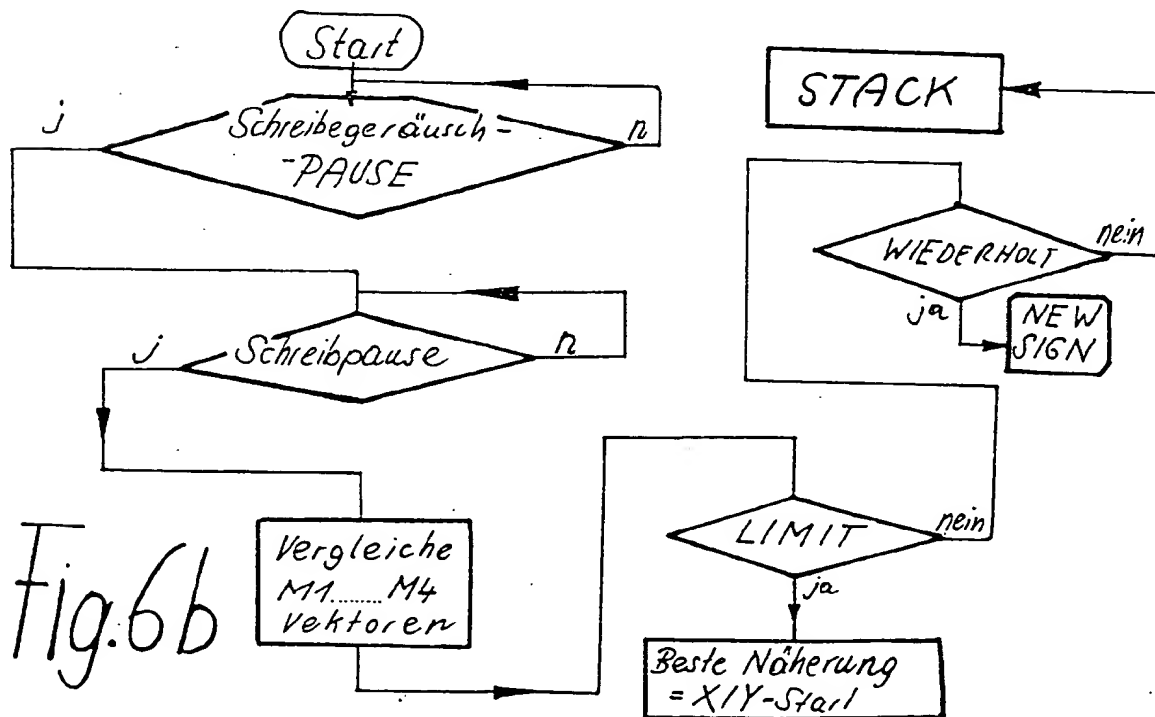 Start
j
Schreibegeräusch-
-PAUSE
n
j
Schreibpause
n
Vergleiche
M1........M4
Vektoren
Fig.6b
STACK
WIEDERHOLT
nein
ja
NEW
SIGN
LIMIT
nein
ja
Beste Näherung
= X/Y-Start